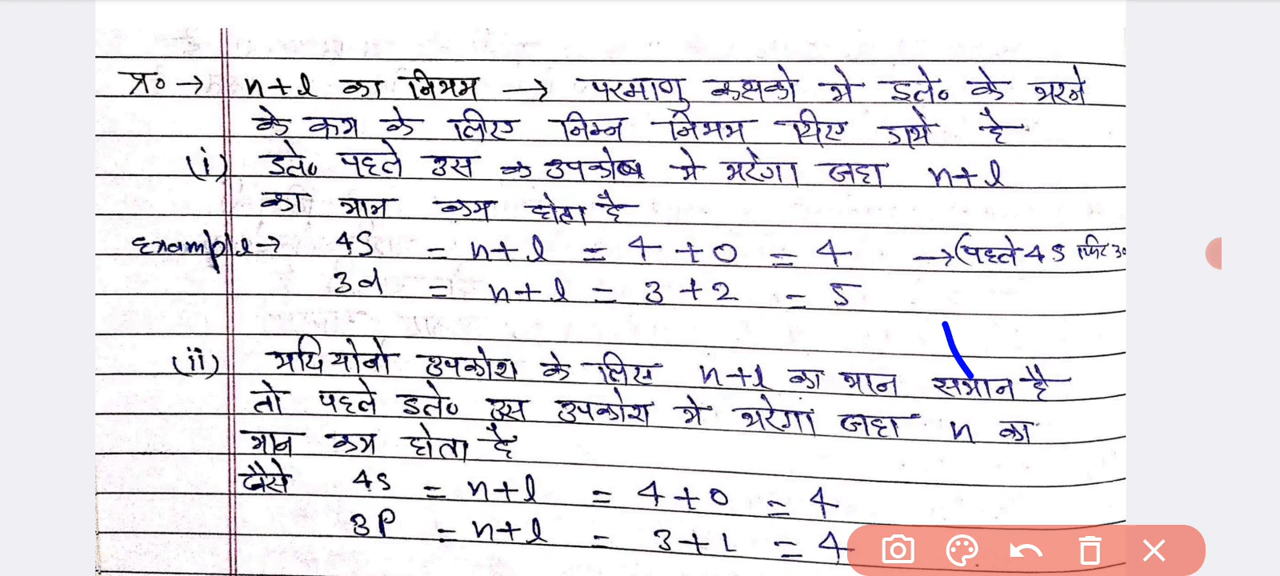 प्र० → n+l का नियम → परमाणु कक्षको मे इले० के भरने
के क्रम के लिए निम्न नियम दिए गये है
(i) इले० पहले उस उपकोश मे भरेगा जहा n+l
का मान कम होता है
Example → 4S = n+l = 4+0 = 4 → (पहले 4S फिर 3d
3d = n+l = 3+2 = 5
(ii) यदि दोनो उपकोश के लिए n+l का मान समान है
तो पहले इले० उस उपकोश मे भरेगा जहा n का
मान कम होता है
जैसे 4S = n+l = 4+0 = 4
3P = n+l = 3+1 = 4